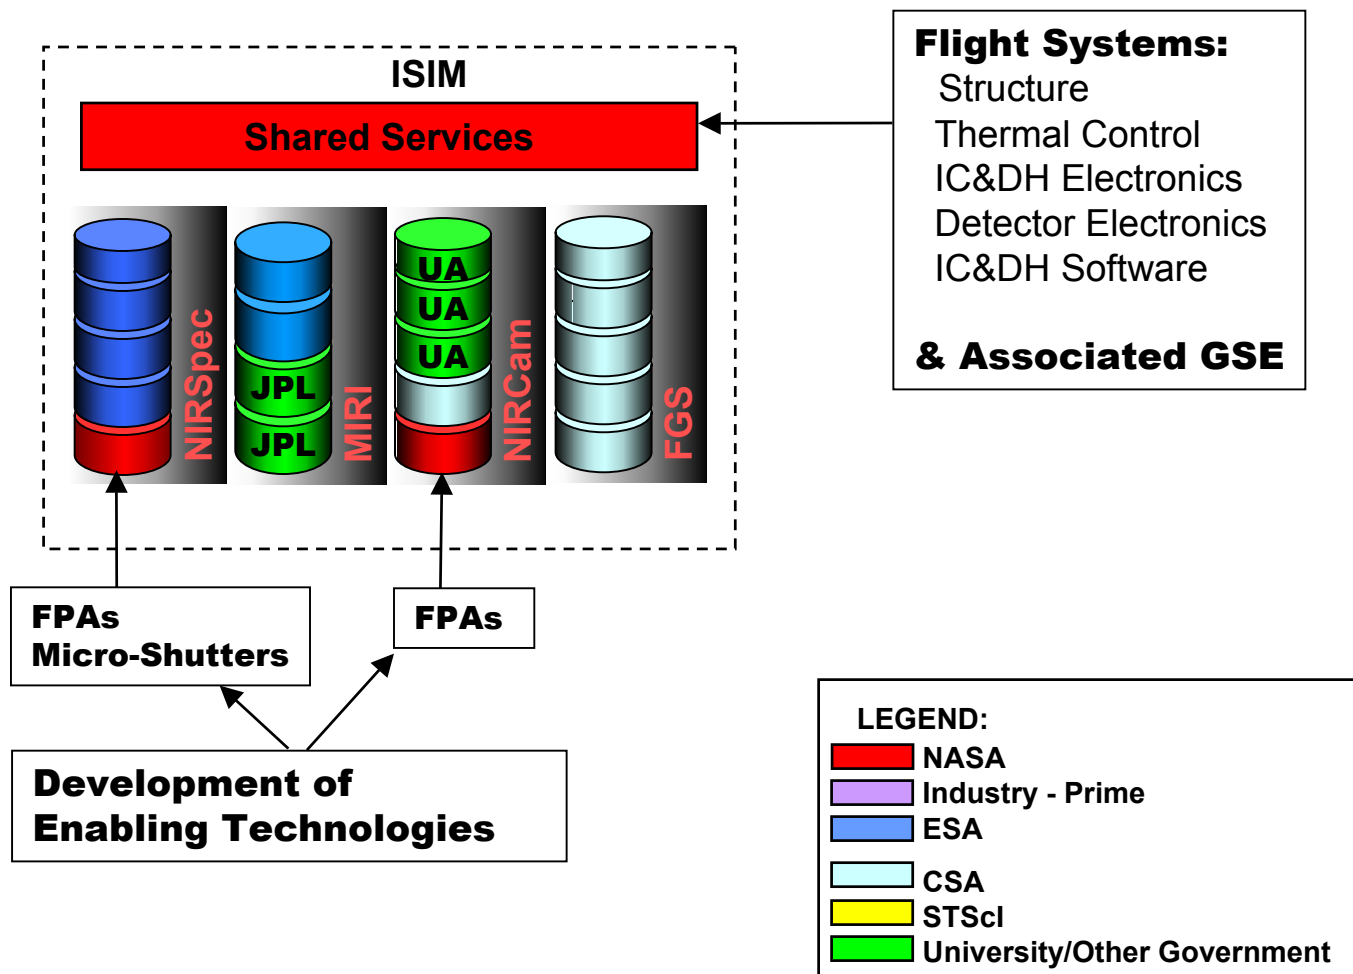 ISIM
Shared Services
Flight Systems:
Structure
Thermal Control
IC&DH Electronics
Detector Electronics
IC&DH Software
& Associated GSE
NIRSpec
JPL
JPL
MIRI
UA
UA
UA
NIRCam
FGS
FPAs
Micro-Shutters
FPAs
Development of
Enabling Technologies
LEGEND:
NASA
Industry - Prime
ESA
CSA
STScI
University/Other Government